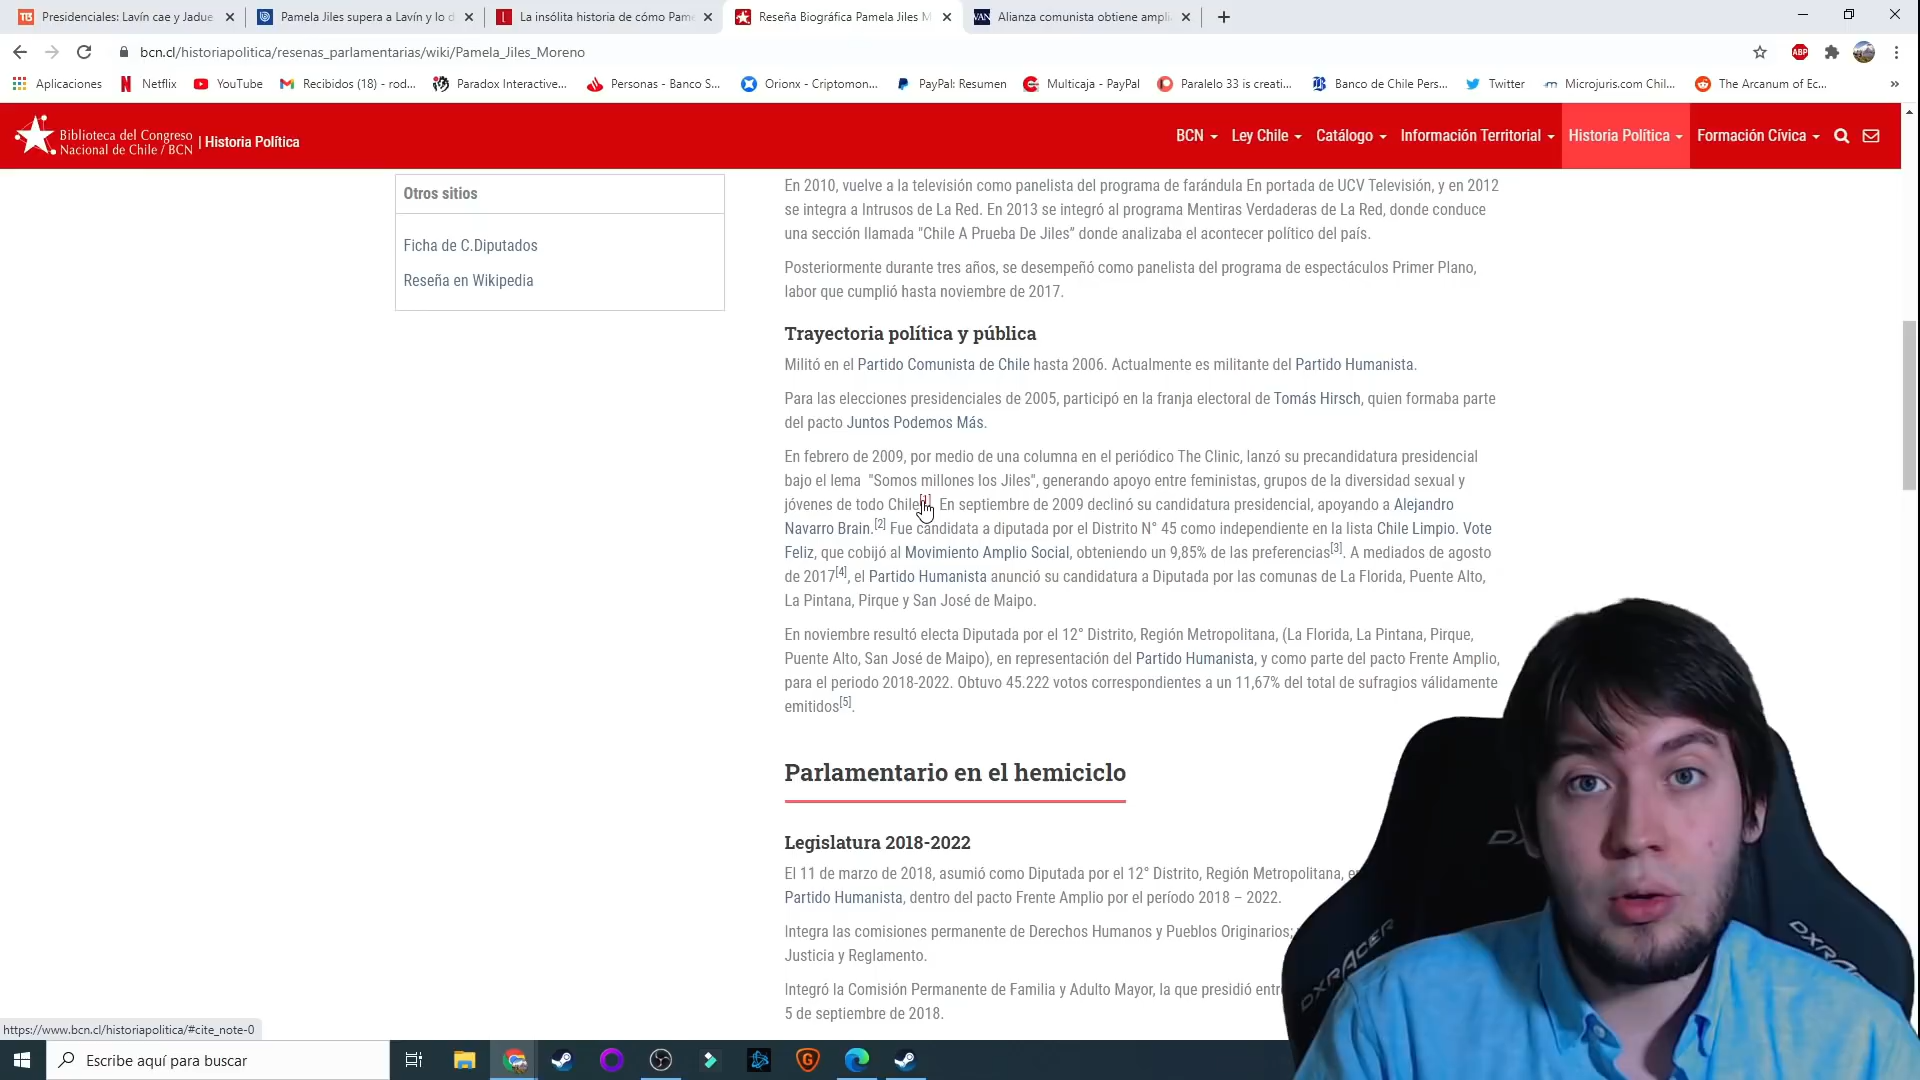 Presidenciales: Lavín cae y Jadue
Pamela Jiles supera a Lavín y lo d
La insólita historia de cómo Pame
Reseña Biográfica Pamela Jiles M
Alianza comunista obtiene ampli
bcn.cl/historiapolitica/resenas_parlamentarias/wiki/Pamela_Jiles_Moreno
ABP
Aplicaciones
Netflix
YouTube
Recibidos (18) - rod...
Paradox Interactive...
Personas - Banco S...
Orionx - Criptomon...
PayPal: Resumen
Multicaja - PayPal
Paralelo 33 is creati...
Banco de Chile Pers...
Twitter
Microjuris.com Chil...
The Arcanum of Ec...
Biblioteca del Congreso
Nacional de Chile / BCN
| Historia Política
BCN
Ley Chile
Catálogo
Información Territorial
Historia Política
Formación Cívica
Otros sitios
Ficha de C.Diputados
Reseña en Wikipedia
En 2010, vuelve a la televisión como panelista del programa de farándula En portada de UCV Televisión, y en 2012
se integra a Intrusos de La Red. En 2013 se integró al programa Mentiras Verdaderas de La Red, donde conduce
una sección llamada "Chile A Prueba De Jiles” donde analizaba el acontecer político del país.
Posteriormente durante tres años, se desempeñó como panelista del programa de espectáculos Primer Plano,
labor que cumplió hasta noviembre de 2017.
Trayectoria política y pública
Militó en el Partido Comunista de Chile hasta 2006. Actualmente es militante del Partido Humanista.
Para las elecciones presidenciales de 2005, participó en la franja electoral de Tomás Hirsch, quien formaba parte
del pacto Juntos Podemos Más.
En febrero de 2009, por medio de una columna en el periódico The Clinic, lanzó su precandidatura presidencial
bajo el lema "Somos millones los Jiles", generando apoyo entre feministas, grupos de la diversidad sexual y
jóvenes de todo Chile[1]. En septiembre de 2009 declinó su candidatura presidencial, apoyando a Alejandro
Navarro Brain.[2] Fue candidata a diputada por el Distrito N° 45 como independiente en la lista Chile Limpio. Vote
Feliz, que cobijó al Movimiento Amplio Social, obteniendo un 9,85% de las preferencias[3]. A mediados de agosto
de 2017[4], el Partido Humanista anunció su candidatura a Diputada por las comunas de La Florida, Puente Alto,
La Pintana, Pirque y San José de Maipo.
En noviembre resultó electa Diputada por el 12° Distrito, Región Metropolitana, (La Florida, La Pintana, Pirque,
Puente Alto, San José de Maipo), en representación del Partido Humanista, y como parte del pacto Frente Amplio,
para el periodo 2018-2022. Obtuvo 45.222 votos correspondientes a un 11,67% del total de sufragios válidamente
emitidos[5].
Parlamentario en el hemiciclo
Legislatura 2018-2022
El 11 de marzo de 2018, asumió como Diputada por el 12° Distrito, Región Metropolitana, e
Partido Humanista, dentro del pacto Frente Amplio por el período 2018 – 2022.
Integra las comisiones permanente de Derechos Humanos y Pueblos Originarios;
Justicia y Reglamento.
Integró la Comisión Permanente de Familia y Adulto Mayor, la que presidió entr
5 de septiembre de 2018.
DXRACER
DXRACER
https://www.bcn.cl/historiapolitica/#cite_note-0
Escribe aquí para buscar